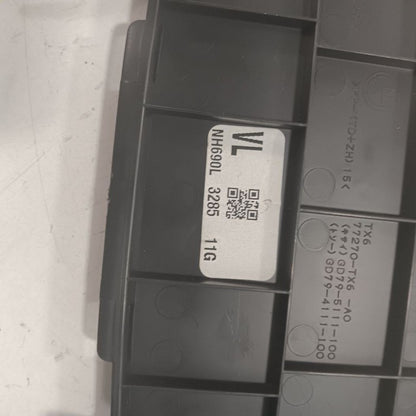 VL
NH690L 3285 11G
TX6
77270-TX6 -A0
GD79-5111-100
GD79-4111-100